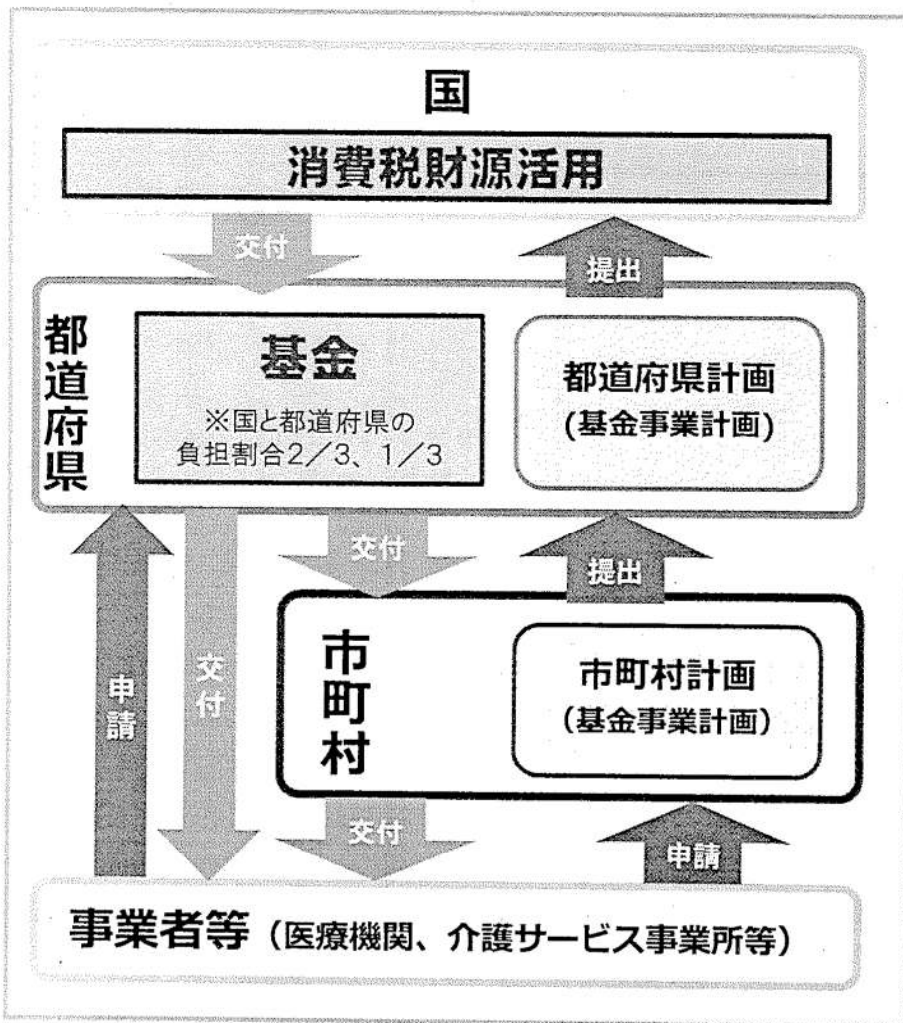 国
消費税財源活用
交付
提出
都道府県
基金
※国と都道府県の
負担割合2／3、1／3
都道府県計画
(基金事業計画)
交付
提出
申請
交付
市町村
市町村計画
(基金事業計画)
交付
申請
事業者等（医療機関、介護サービス事業所等）